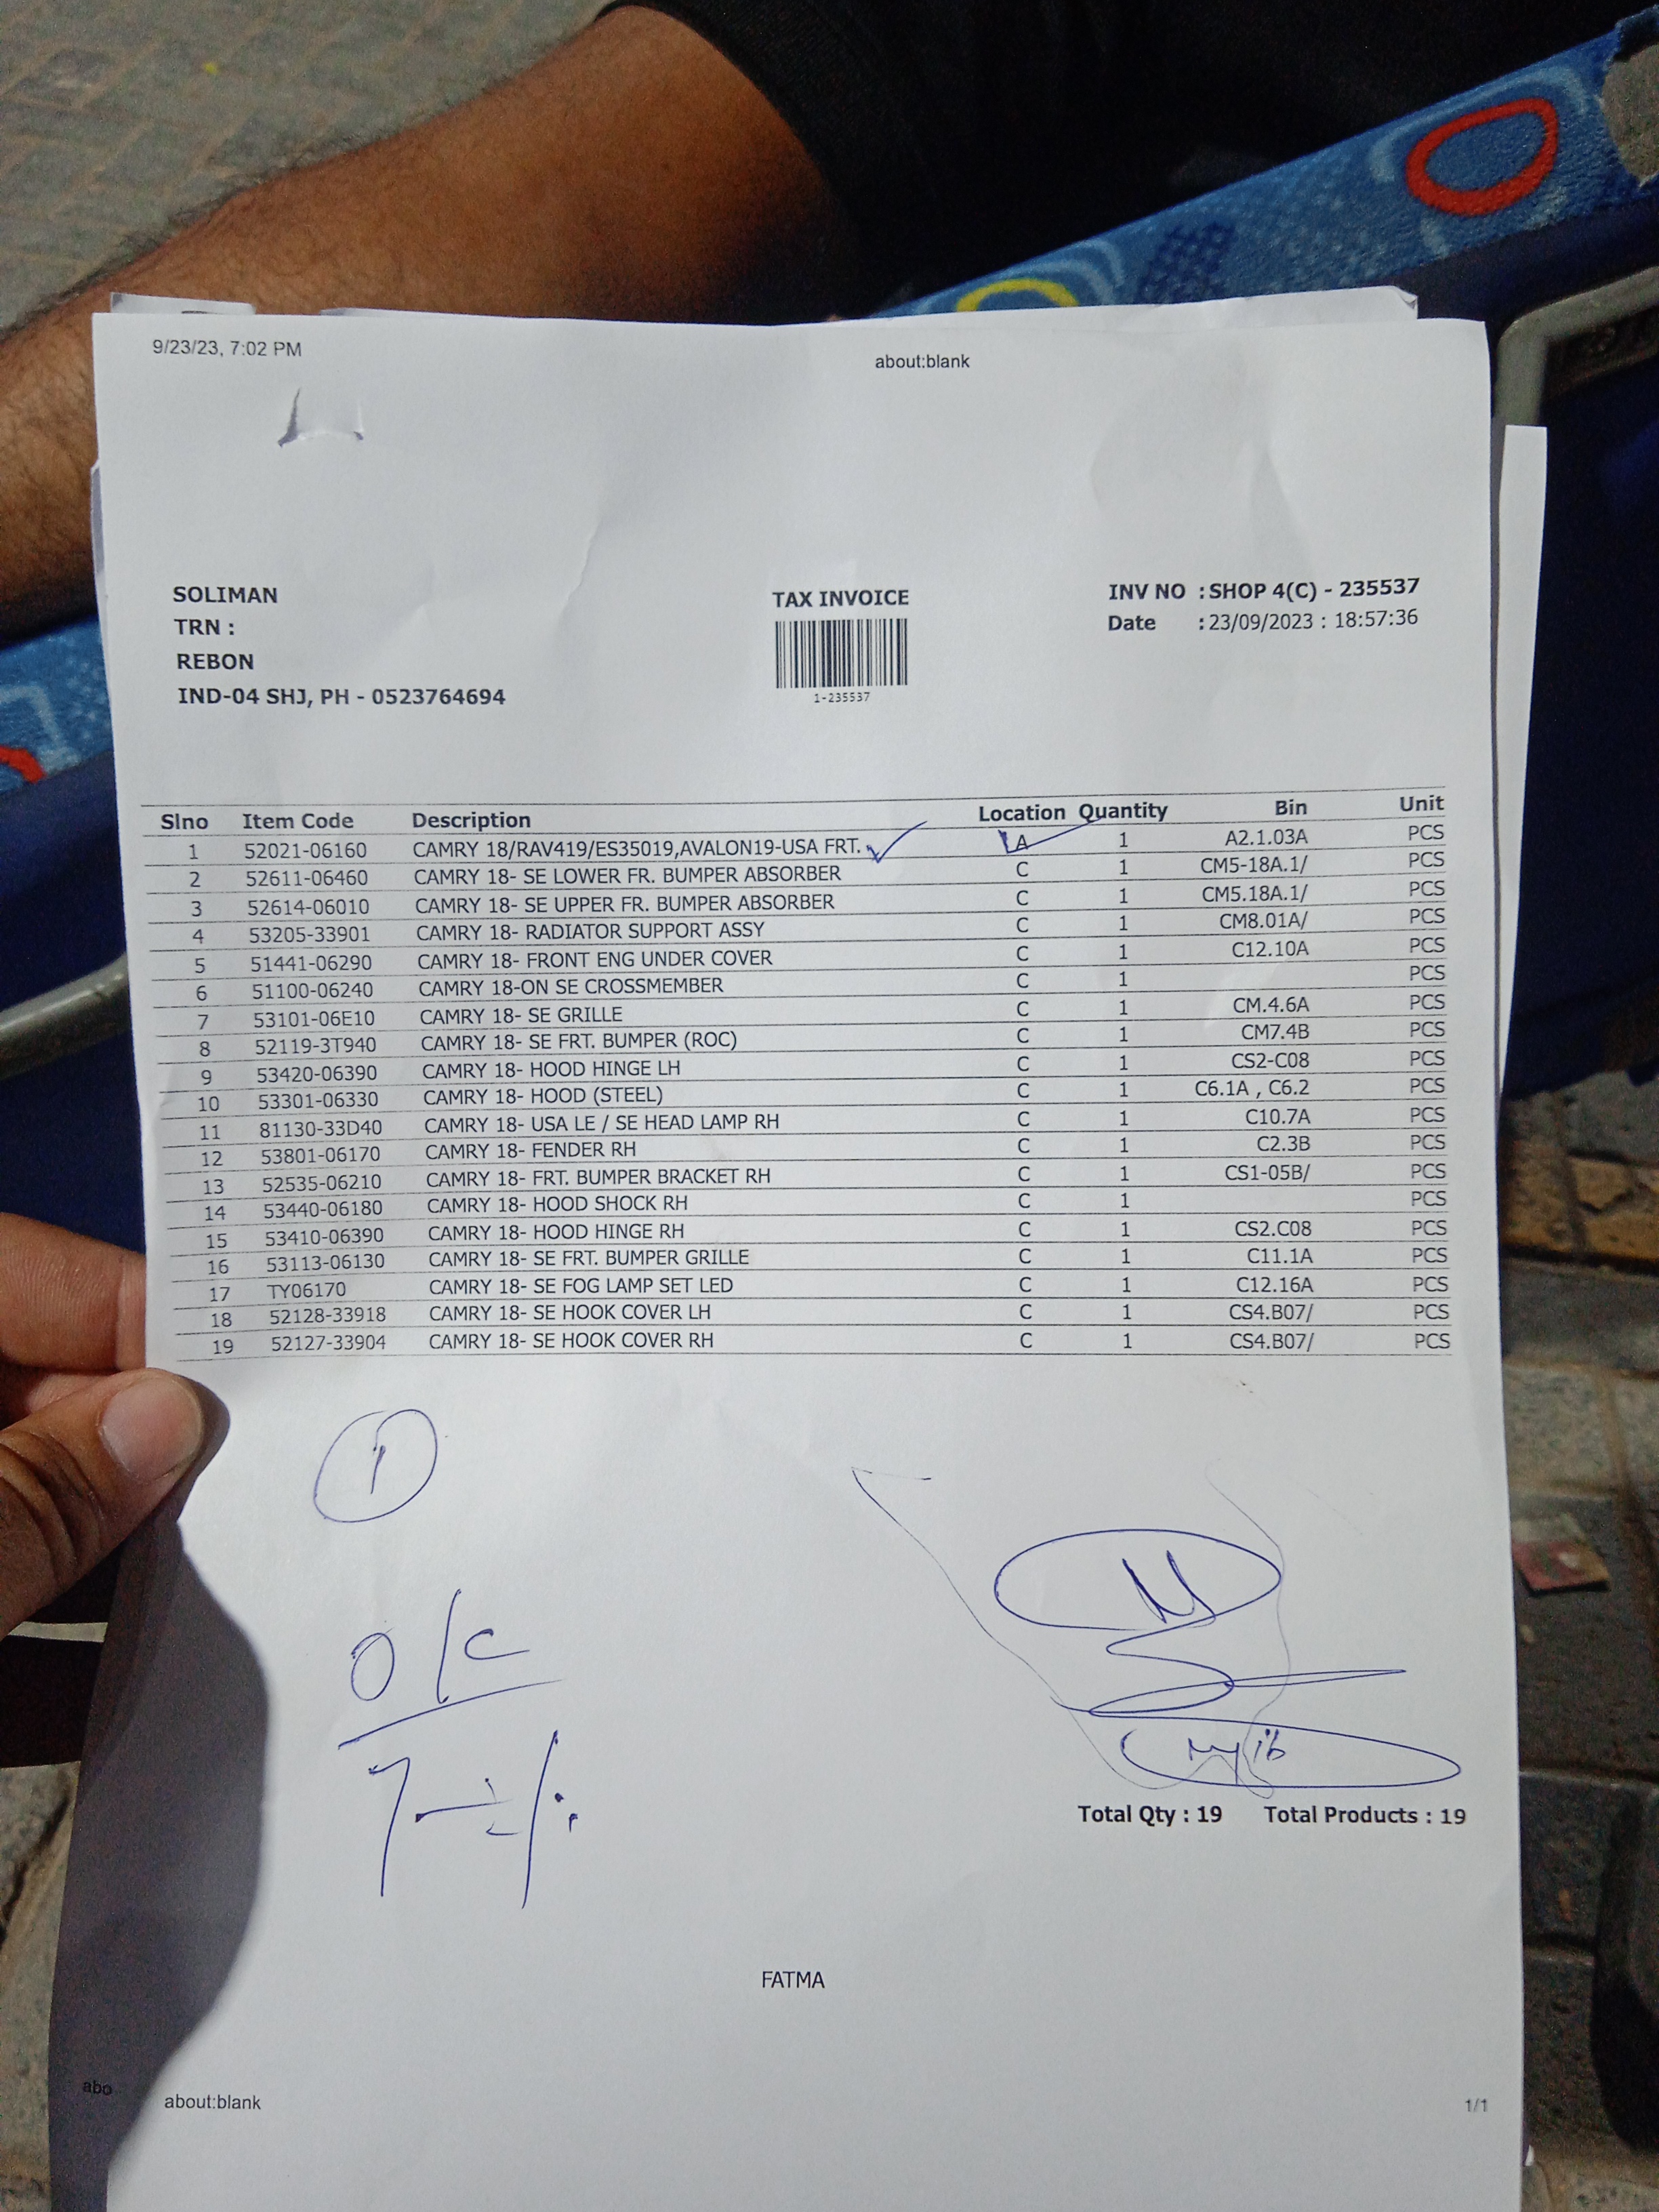 9/23/23, 7:02 PM
about:blank
SOLIMAN
TRN :
REBON
IND-04 SHJ, PH - 0523764694
TAX INVOICE
1-235537
INV NO : SHOP 4(C) - 235537
Date : 23/09/2023 : 18:57:36
Slno Item Code Description Location Quantity Bin Unit
1 52021-06160 CAMRY 18/RAV419/ES35019,AVALON19-USA FRT. A 1 A2.1.03A PCS
2 52611-06460 CAMRY 18- SE LOWER FR. BUMPER ABSORBER C 1 CM5-18A.1/ PCS
3 52614-06010 CAMRY 18- SE UPPER FR. BUMPER ABSORBER C 1 CM5.18A.1/ PCS
4 53205-33901 CAMRY 18- RADIATOR SUPPORT ASSY C 1 CM8.01A/ PCS
5 51441-06290 CAMRY 18- FRONT ENG UNDER COVER C 1 C12.10A PCS
6 51100-06240 CAMRY 18-ON SE CROSSMEMBER C 1 PCS
7 53101-06E10 CAMRY 18- SE GRILLE C 1 CM.4.6A PCS
8 52119-3T940 CAMRY 18- SE FRT. BUMPER (ROC) C 1 CM7.4B PCS
9 53420-06390 CAMRY 18- HOOD HINGE LH C 1 CS2-C08 PCS
10 53301-06330 CAMRY 18- HOOD (STEEL) C 1 C6.1A , C6.2 PCS
11 81130-33D40 CAMRY 18- USA LE / SE HEAD LAMP RH C 1 C10.7A PCS
12 53801-06170 CAMRY 18- FENDER RH C 1 C2.3B PCS
13 52535-06210 CAMRY 18- FRT. BUMPER BRACKET RH C 1 CS1-05B/ PCS
14 53440-06180 CAMRY 18- HOOD SHOCK RH C 1 PCS
15 53410-06390 CAMRY 18- HOOD HINGE RH C 1 CS2.C08 PCS
16 53113-06130 CAMRY 18- SE FRT. BUMPER GRILLE C 1 C11.1A PCS
17 TY06170 CAMRY 18- SE FOG LAMP SET LED C 1 C12.16A PCS
18 52128-33918 CAMRY 18- SE HOOK COVER LH C 1 CS4.B07/ PCS
19 52127-33904 CAMRY 18- SE HOOK COVER RH C 1 CS4.B07/ PCS
1
Total Qty : 19 Total Products : 19
FATMA
abo
about:blank
1/1